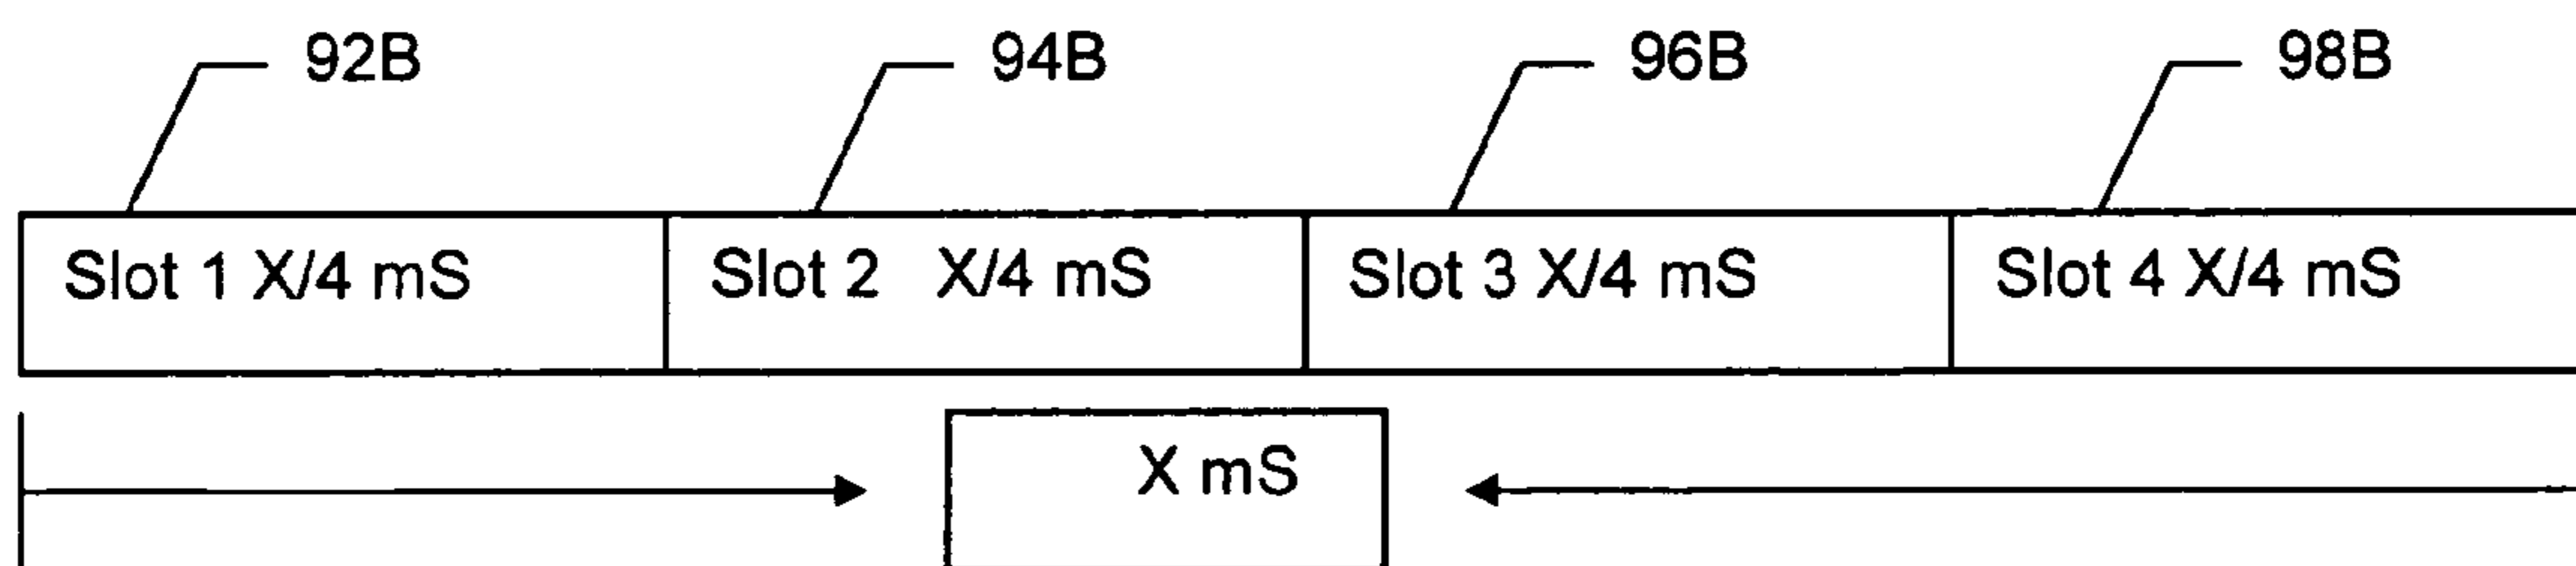 92B 94B 96B 98B
Slot 1 X/4 mS Slot 2 X/4 mS Slot 3 X/4 mS Slot 4 X/4 mS
X mS